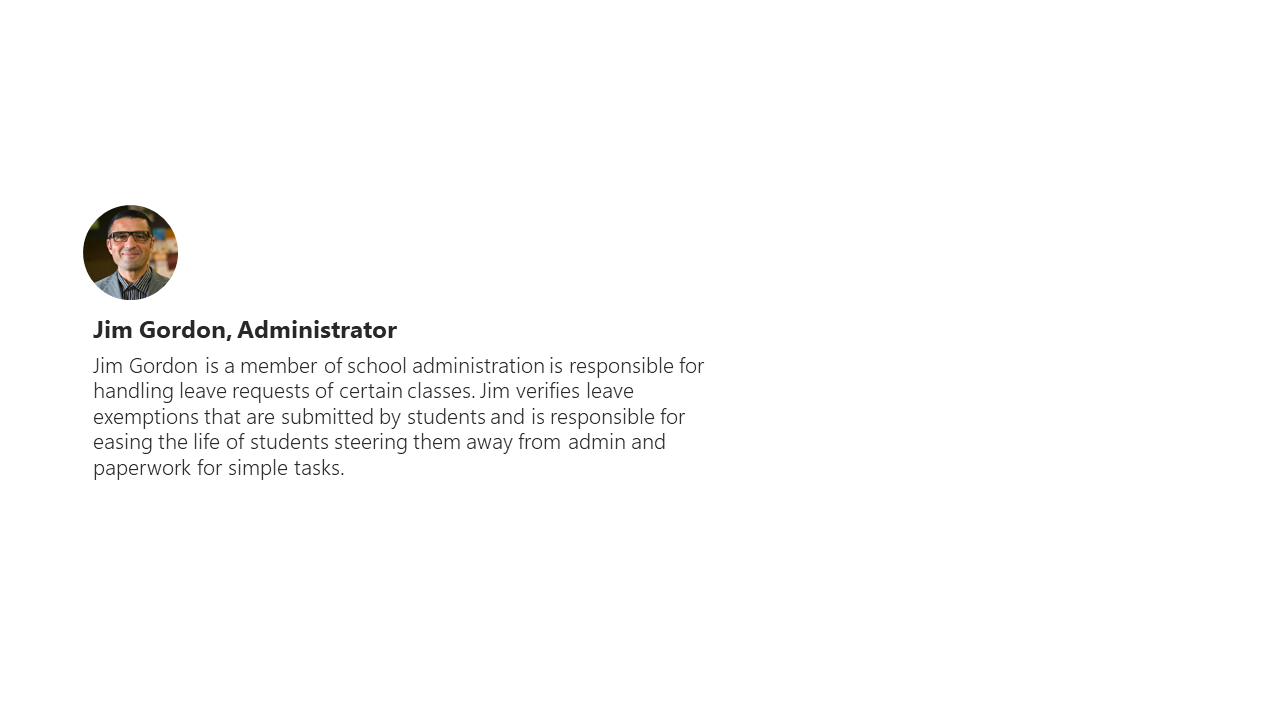 Jim Gordon, Administrator
Jim Gordon is a member of school administration is responsible for
handling leave requests of certain classes. Jim verifies leave
exemptions that are submitted by students and is responsible for
easing the life of students steering them away from admin and
paperwork for simple tasks.